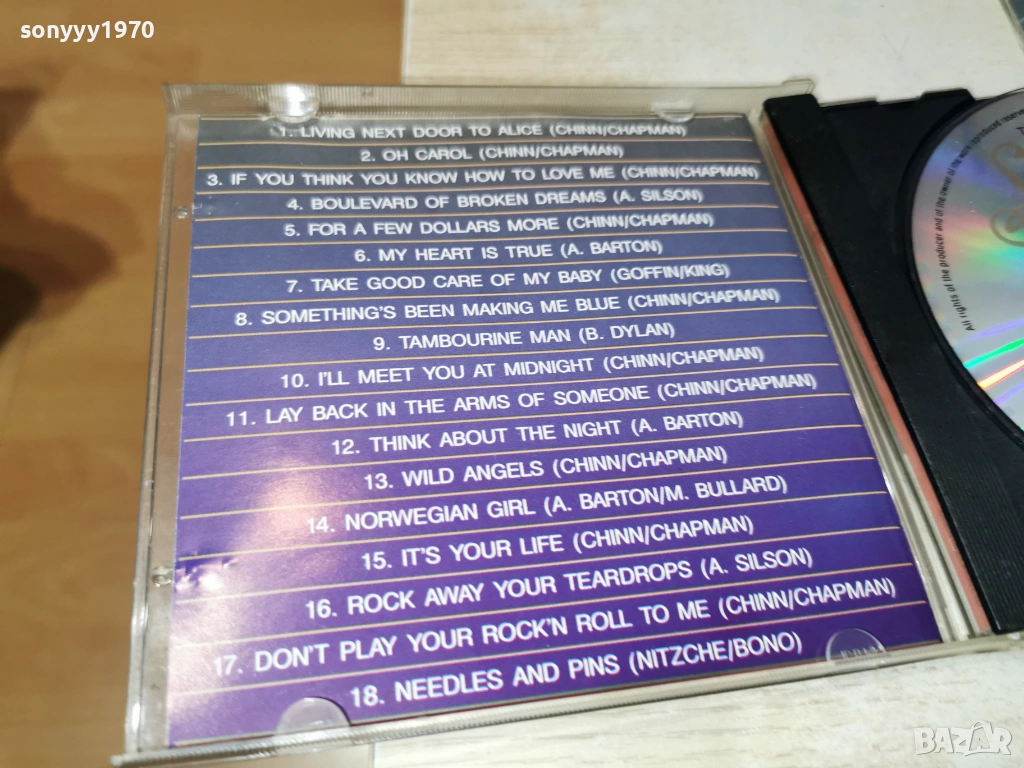 sonyyy1970
1. LIVING NEXT DOOR TO ALICE (CHINN/CHAPMAN)
2. OH CAROL (CHINN/CHAPMAN)
3. IF YOU THINK YOU KNOW HOW TO LOVE ME (CHINN/CHAPMAN)
4. BOULEVARD OF BROKEN DREAMS (A. SILSON)
5. FOR A FEW DOLLARS MORE (CHINN/CHAPMAN)
6. MY HEART IS TRUE (A. BARTON)
7. TAKE GOOD CARE OF MY BABY (GOFFIN/KING)
8. SOMETHING'S BEEN MAKING ME BLUE (CHINN/CHAPMAN)
9. TAMBOURINE MAN (B. DYLAN)
10. I'LL MEET YOU AT MIDNIGHT (CHINN/CHAPMAN)
11. LAY BACK IN THE ARMS OF SOMEONE (CHINN/CHAPMAN)
12. THINK ABOUT THE NIGHT (A. BARTON)
13. WILD ANGELS (CHINN/CHAPMAN)
14. NORWEGIAN GIRL (A. BARTON/M. BULLARD)
15. IT'S YOUR LIFE (CHINN/CHAPMAN)
16. ROCK AWAY YOUR TEARDROPS (A. SILSON)
17. DON'T PLAY YOUR ROCK'N ROLL TO ME (CHINN/CHAPMAN)
18. NEEDLES AND PINS (NITZCHE/BONO)
All rights of the producer and of the owner of the work reproduced reserved
BAZAR